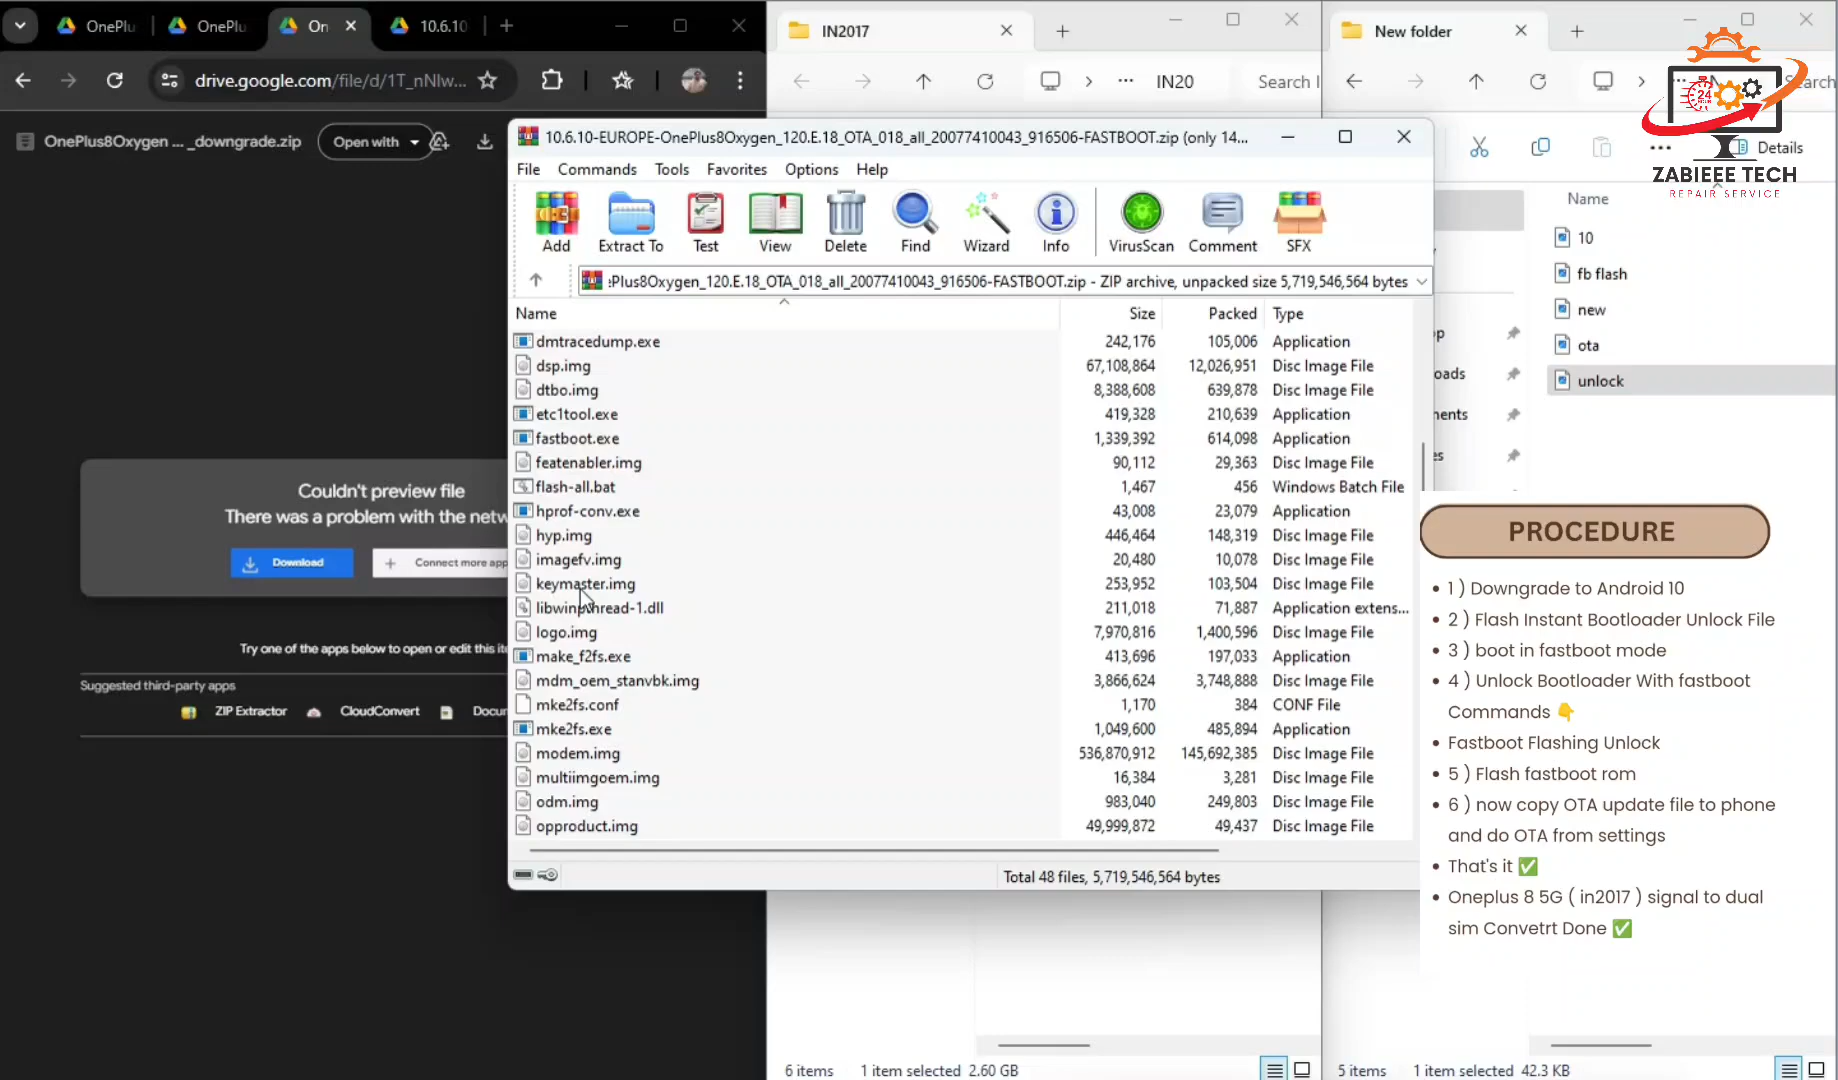 OnePlu
OnePlu
On
10.6.10
drive.google.com/file/d/1T_nNlw...
OnePlus8Oxygen ... _downgrade.zip
Open with
Couldn't preview file
There was a problem with the netw
Download
Connect more app
Try one of the apps below to open or edit this ite
Suggested third-party apps
ZIP Extractor
CloudConvert
Docu
IN2017
IN20
Search I
New folder
Search
Details
ZABIEEE TECH
REPAIR SERVICE
24
Name
10
fb flash
new
ota
unlock
op
oads
nents
es
10.6.10-EUROPE-OnePlus8Oxygen_120.E.18_OTA_018_all_20077410043_916506-FASTBOOT.zip (only 14...
File Commands Tools Favorites Options Help
Add Extract To Test View Delete Find Wizard Info VirusScan Comment SFX
:Plus8Oxygen_120.E.18_OTA_018_all_20077410043_916506-FASTBOOT.zip - ZIP archive, unpacked size 5,719,546,564 bytes
Name Size Packed Type
dmtracedump.exe 242,176 105,006 Application
dsp.img 67,108,864 12,026,951 Disc Image File
dtbo.img 8,388,608 639,878 Disc Image File
etc1tool.exe 419,328 210,639 Application
fastboot.exe 1,339,392 614,098 Application
featenabler.img 90,112 29,363 Disc Image File
flash-all.bat 1,467 456 Windows Batch File
hprof-conv.exe 43,008 23,079 Application
hyp.img 446,464 148,319 Disc Image File
imagefv.img 20,480 10,078 Disc Image File
keymaster.img 253,952 103,504 Disc Image File
libwinpthread-1.dll 211,018 71,887 Application extens...
logo.img 7,970,816 1,400,596 Disc Image File
make_f2fs.exe 413,696 197,033 Application
mdm_oem_stanvbk.img 3,866,624 3,748,888 Disc Image File
mke2fs.conf 1,170 384 CONF File
mke2fs.exe 1,049,600 485,894 Application
modem.img 536,870,912 145,692,385 Disc Image File
multiimgoem.img 16,384 3,281 Disc Image File
odm.img 983,040 249,803 Disc Image File
opproduct.img 49,999,872 49,437 Disc Image File
Total 48 files, 5,719,546,564 bytes
PROCEDURE
• 1 ) Downgrade to Android 10
• 2 ) Flash Instant Bootloader Unlock File
• 3 ) boot in fastboot mode
• 4 ) Unlock Bootloader With fastboot
Commands 👇
• Fastboot Flashing Unlock
• 5 ) Flash fastboot rom
• 6 ) now copy OTA update file to phone
and do OTA from settings
• That's it ✅
• Oneplus 8 5G ( in2017 ) signal to dual
sim Convetrt Done ✅
6 items 1 item selected 2.60 GB
5 items 1 item selected 42.3 KB